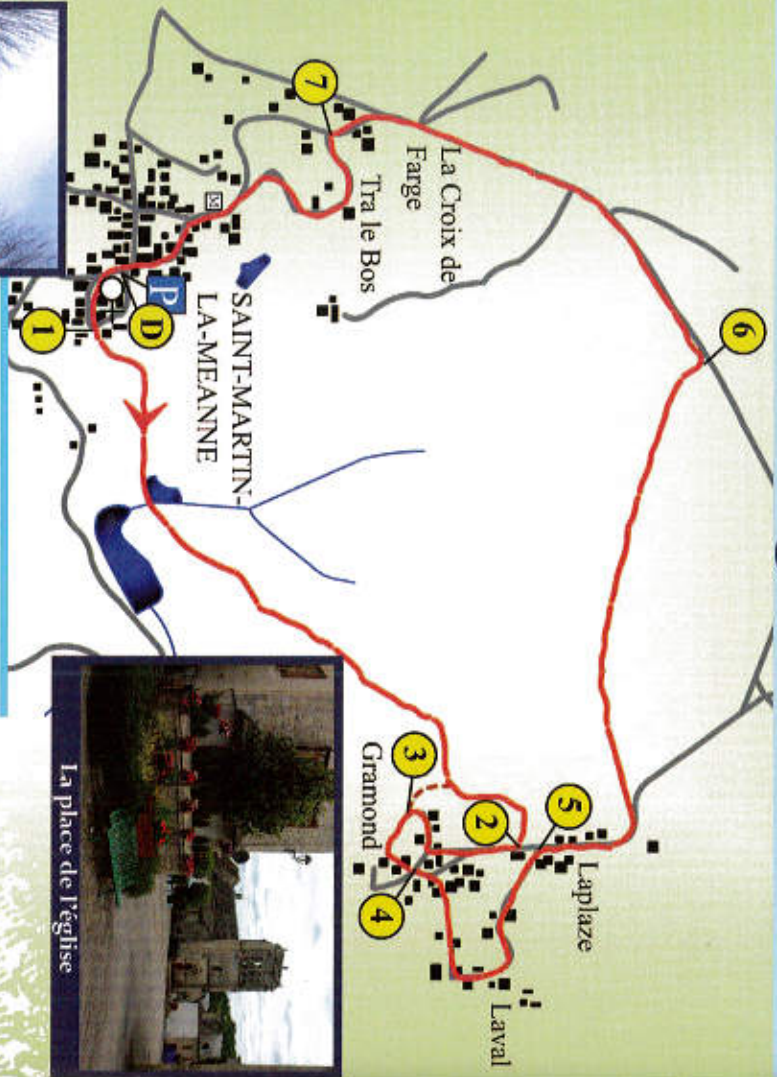 7
La Croix de
Farge
Tra le Bos
M
6
P
D
1
SAINT-MARTIN-
LA-MEANNE
3
Gramond
2
5
Laplaze
4
Laval
La place de l'église